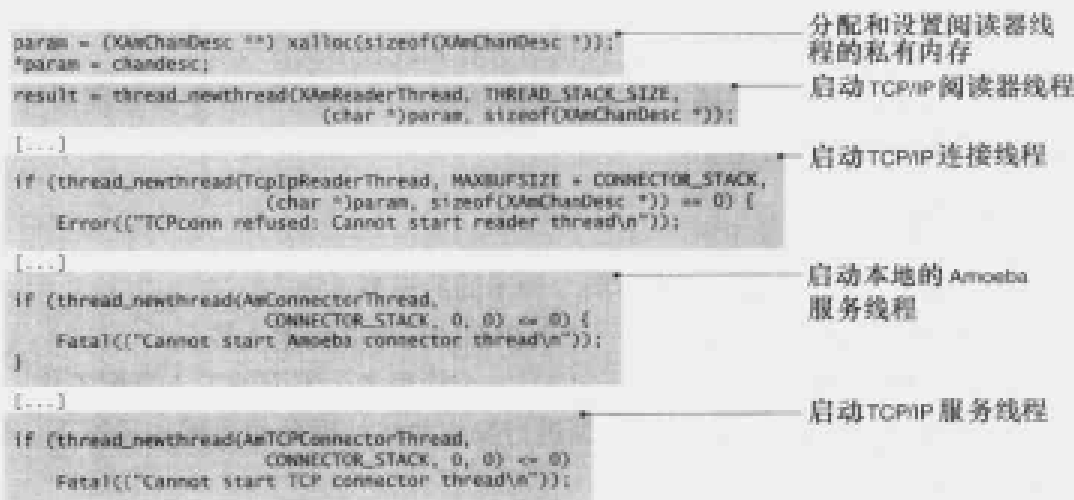 param = (XAmChanDesc **) xalloc(sizeof(XAmChanDesc *));
*param = chandesc;
分配和设置阅读器线
程的私有内存
result = thread_newthread(XAmReaderThread, THREAD_STACK_SIZE,
(char *)param, sizeof(XAmChanDesc *));
启动TCP/IP阅读器线程
[...]
if (thread_newthread(TcpIpReaderThread, MAXBUFSIZE + CONNECTOR_STACK,
(char *)param, sizeof(XAmChanDesc *)) == 0) {
Error(("TCPconn refused: Cannot start reader thread\n"));
启动TCP/IP连接线程
[...]
if (thread_newthread(AmConnectorThread,
CONNECTOR_STACK, 0, 0) <= 0) {
Fatal(("Cannot start Amoeba connector thread\n"));
}
启动本地的Amoeba
服务线程
[...]
if (thread_newthread(AmTCPConnectorThread,
CONNECTOR_STACK, 0, 0) <= 0)
Fatal(("Cannot start TCP connector thread\n"));
启动TCP/IP服务线程